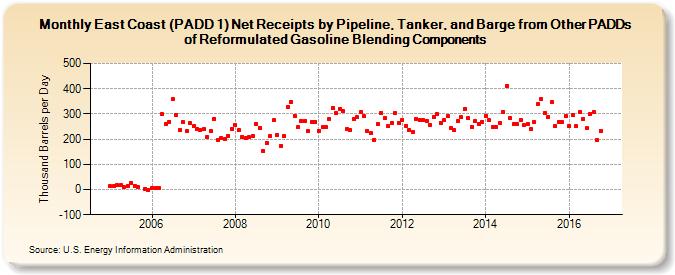 Monthly East Coast (PADD 1) Net Receipts by Pipeline, Tanker, and Barge from Other PADDs
of Reformulated Gasoline Blending Components
Thousand Barrels per Day
500
400
300
200
100
0
-100
2006 2008 2010 2012 2014 2016
Source: U.S. Energy Information Administration